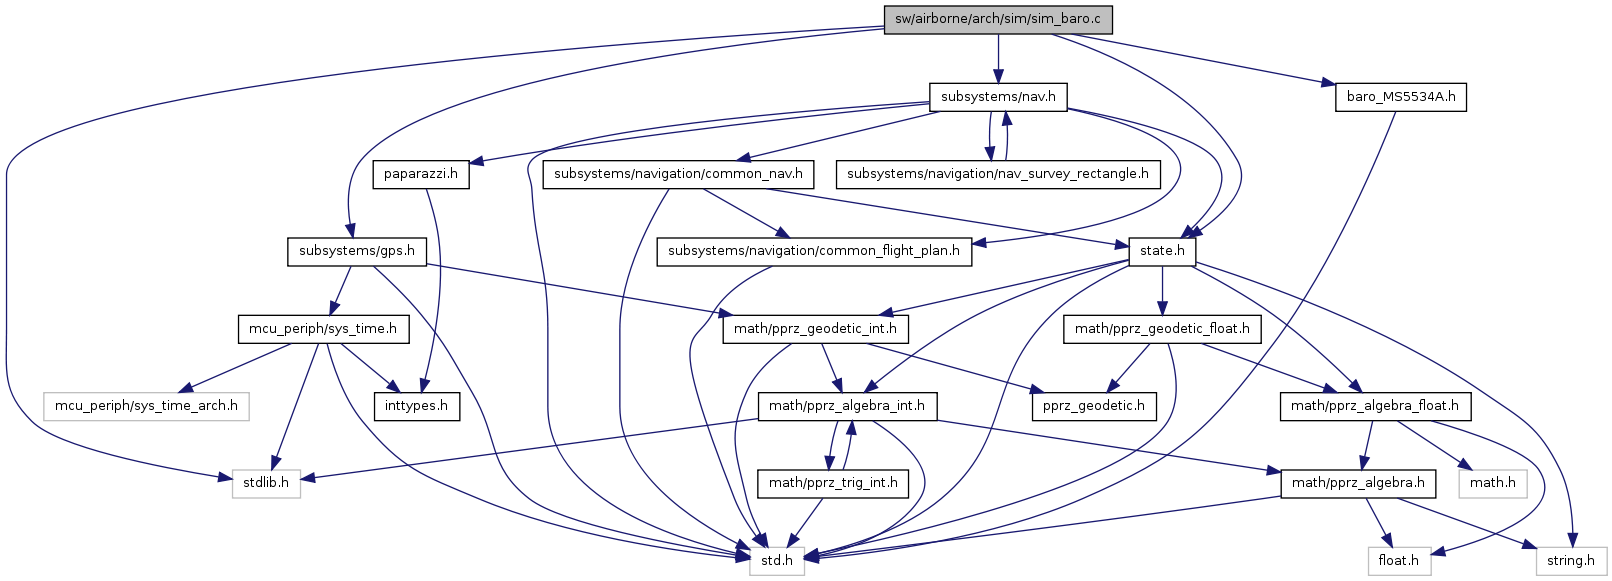 sw/airborne/arch/sim/sim_baro.c
subsystems/nav.h
baro_MS5534A.h
paparazzi.h
subsystems/navigation/common_nav.h
subsystems/navigation/nav_survey_rectangle.h
subsystems/gps.h
subsystems/navigation/common_flight_plan.h
state.h
mcu_periph/sys_time.h
math/pprz_geodetic_int.h
math/pprz_geodetic_float.h
mcu_periph/sys_time_arch.h
inttypes.h
math/pprz_algebra_int.h
pprz_geodetic.h
math/pprz_algebra_float.h
stdlib.h
math/pprz_trig_int.h
math/pprz_algebra.h
math.h
std.h
float.h
string.h